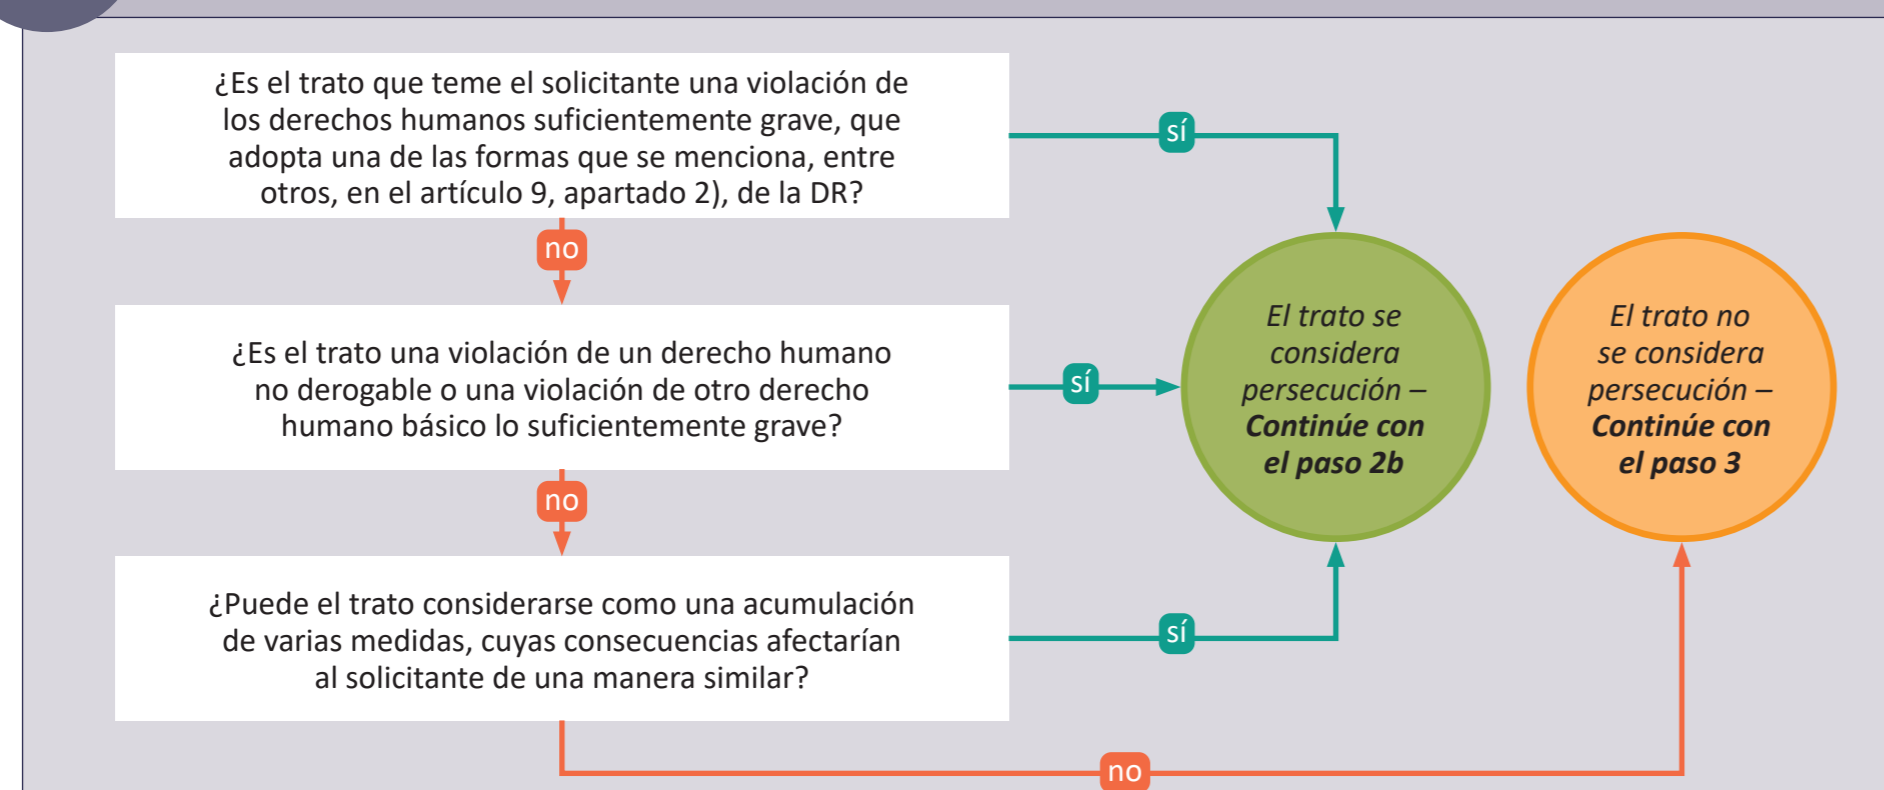 ¿Es el trato que teme el solicitante una violación de
los derechos humanos suficientemente grave, que
adopta una de las formas que se menciona, entre
otros, en el artículo 9, apartado 2), de la DR?
sí
no
¿Es el trato una violación de un derecho humano
no derogable o una violación de otro derecho
humano básico lo suficientemente grave?
sí
no
¿Puede el trato considerarse como una acumulación
de varias medidas, cuyas consecuencias afectarían
al solicitante de una manera similar?
sí
no
El trato se
considera
persecución –
Continúe con
el paso 2b
El trato no
se considera
persecución –
Continúe con
el paso 3